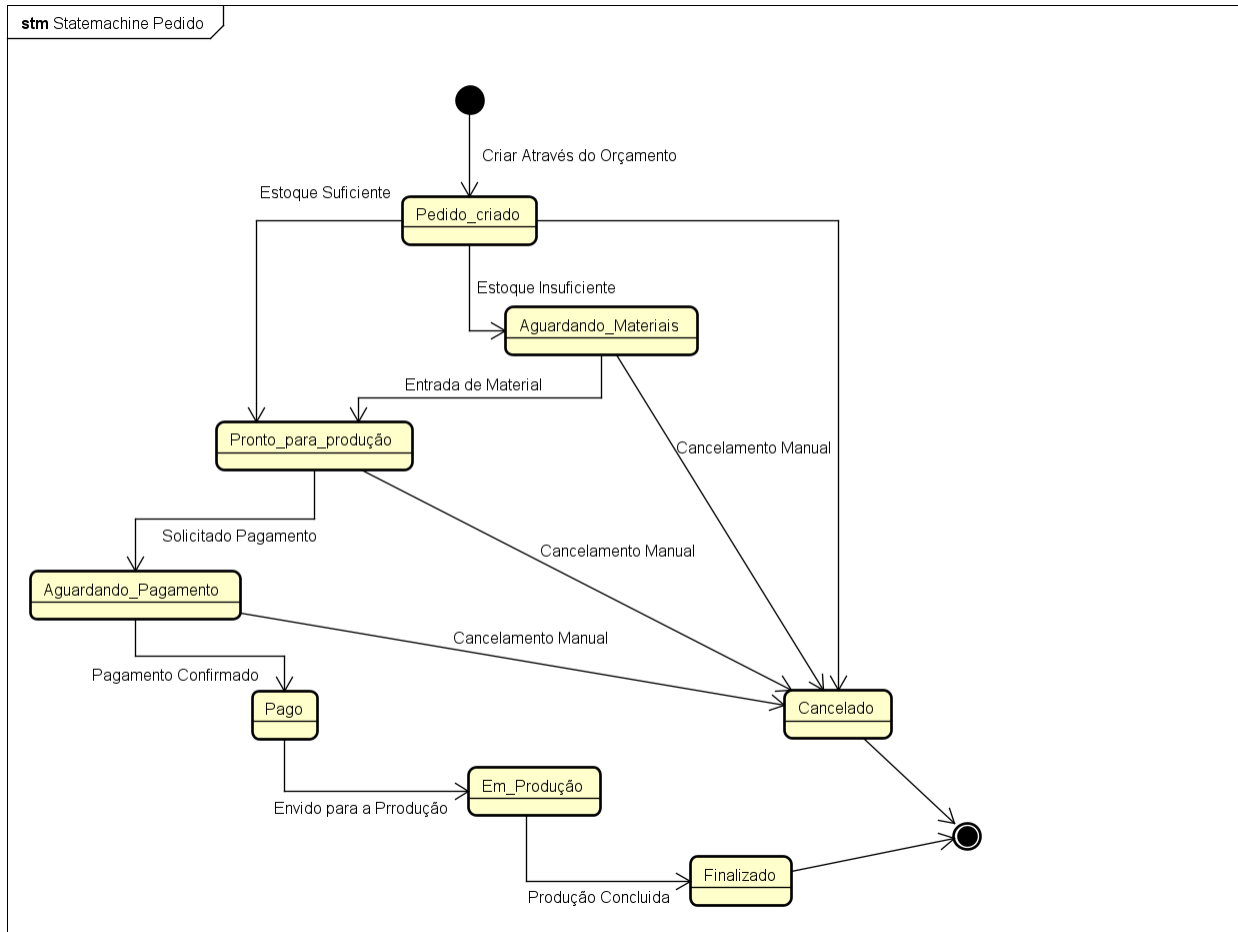 stm Statemachine Pedido
Criar Através do Orçamento
Estoque Suficiente
Pedido_criado
Estoque Insuficiente
Aguardando_Materiais
Entrada de Material
Pronto_para_produção
Cancelamento Manual
Solicitado Pagamento
Cancelamento Manual
Aguardando_Pagamento
Cancelamento Manual
Pagamento Confirmado
Pago
Cancelado
Em_Produção
Envido para a Prrodução
Finalizado
Produção Concluida